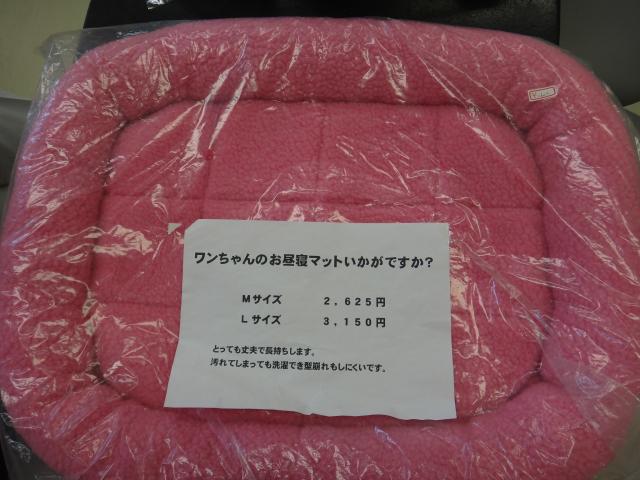 ワンちゃんのお昼寝マットいかがですか？
Mサイズ 2,625円
Lサイズ 3,150円
とっても丈夫で長持ちします。
汚れてしまっても洗濯でき型崩れもしにくいです。